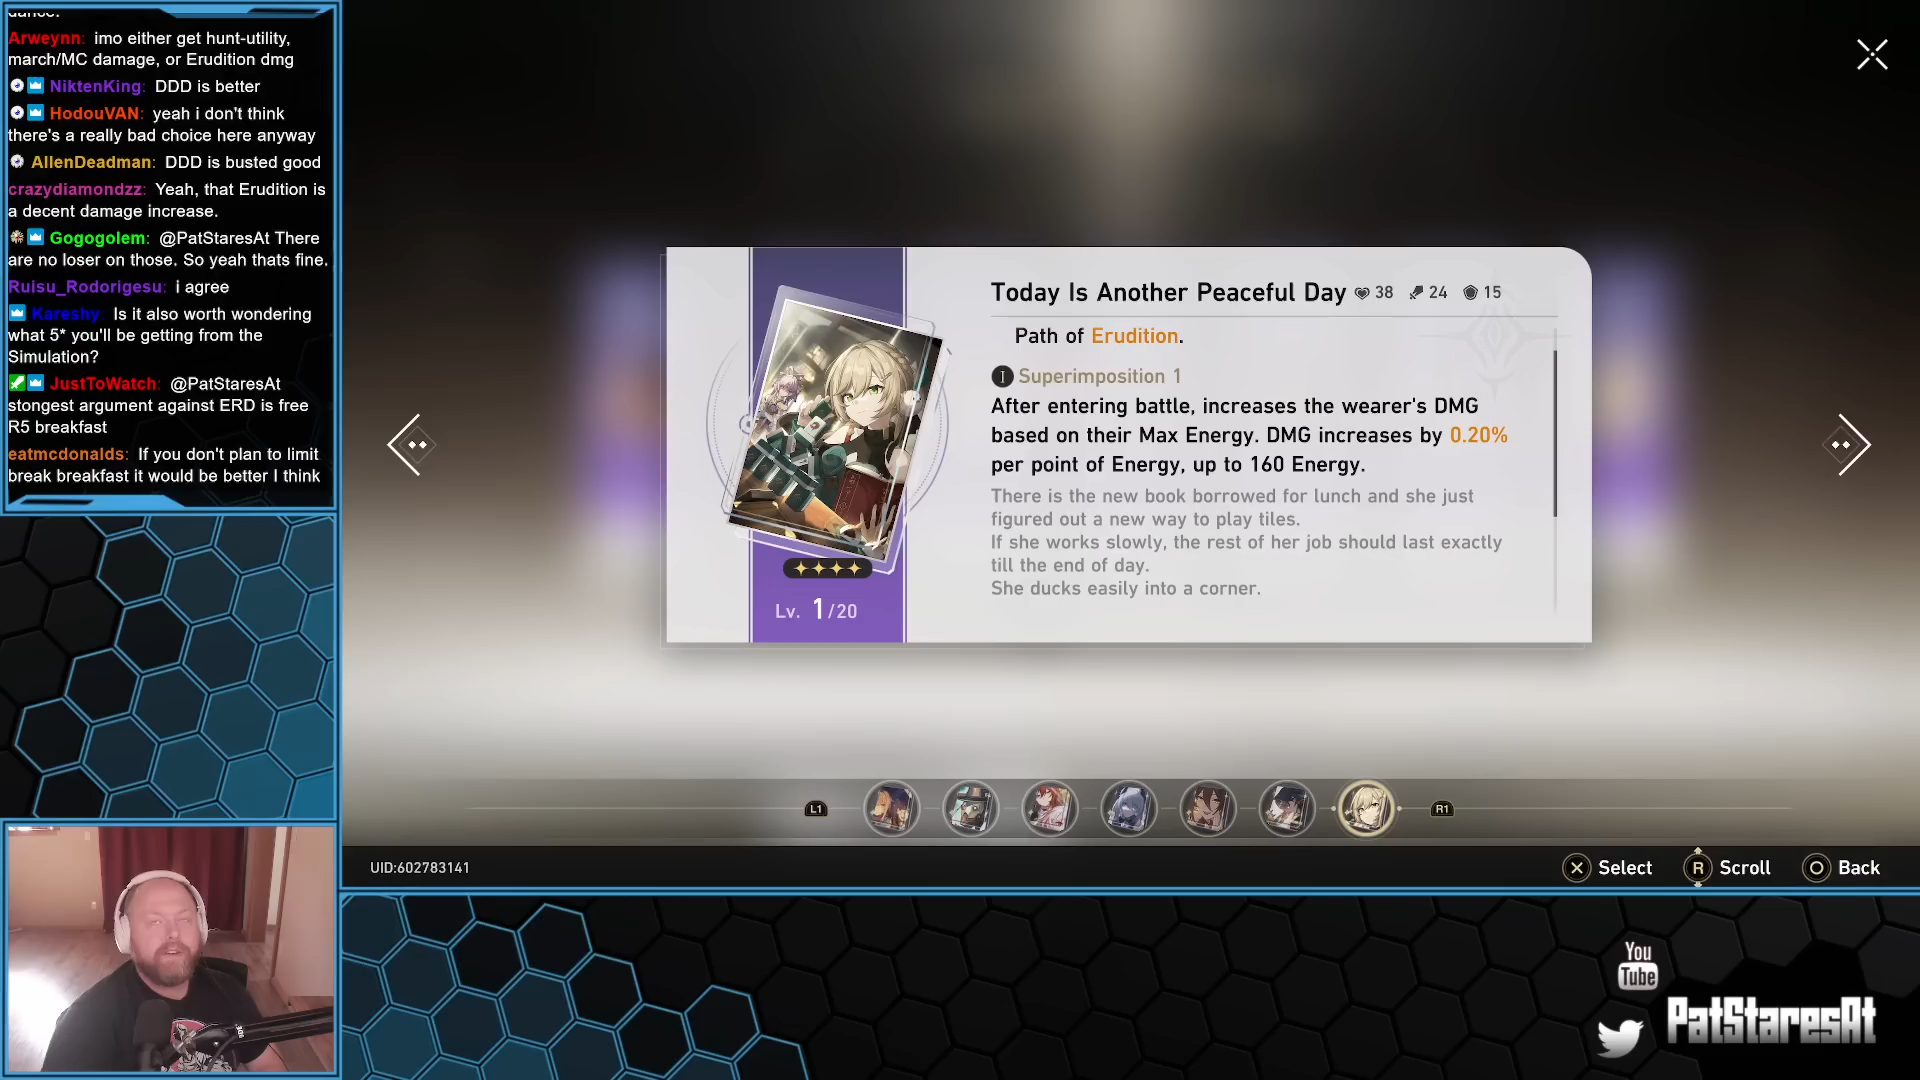 dance.
Arweynn: imo either get hunt-utility,
march/MC damage, or Erudition dmg
NiktenKing: DDD is better
HodouVAN: yeah i don't think
there's a really bad choice here anyway
AllenDeadman: DDD is busted good
crazydiamondzz: Yeah, that Erudition is
a decent damage increase.
Gogogolem: @PatStaresAt There
are no loser on those. So yeah thats fine.
Ruisu_Rodorigesu: i agree
Kareshy: Is it also worth wondering
what 5* you'll be getting from the
Simulation?
JustToWatch: @PatStaresAt
stongest argument against ERD is free
R5 breakfast
eatmcdonalds: If you don't plan to limit
break breakfast it would be better I think
Today Is Another Peaceful Day 38 24 15
Path of Erudition.
I Superimposition 1
After entering battle, increases the wearer's DMG
based on their Max Energy. DMG increases by 0.20%
per point of Energy, up to 160 Energy.
There is the new book borrowed for lunch and she just
figured out a new way to play tiles.
If she works slowly, the rest of her job should last exactly
till the end of day.
She ducks easily into a corner.
Lv. 1/20
L1
R1
UID:602783141
Select
R Scroll
Back
You
Tube
PatStaresAt